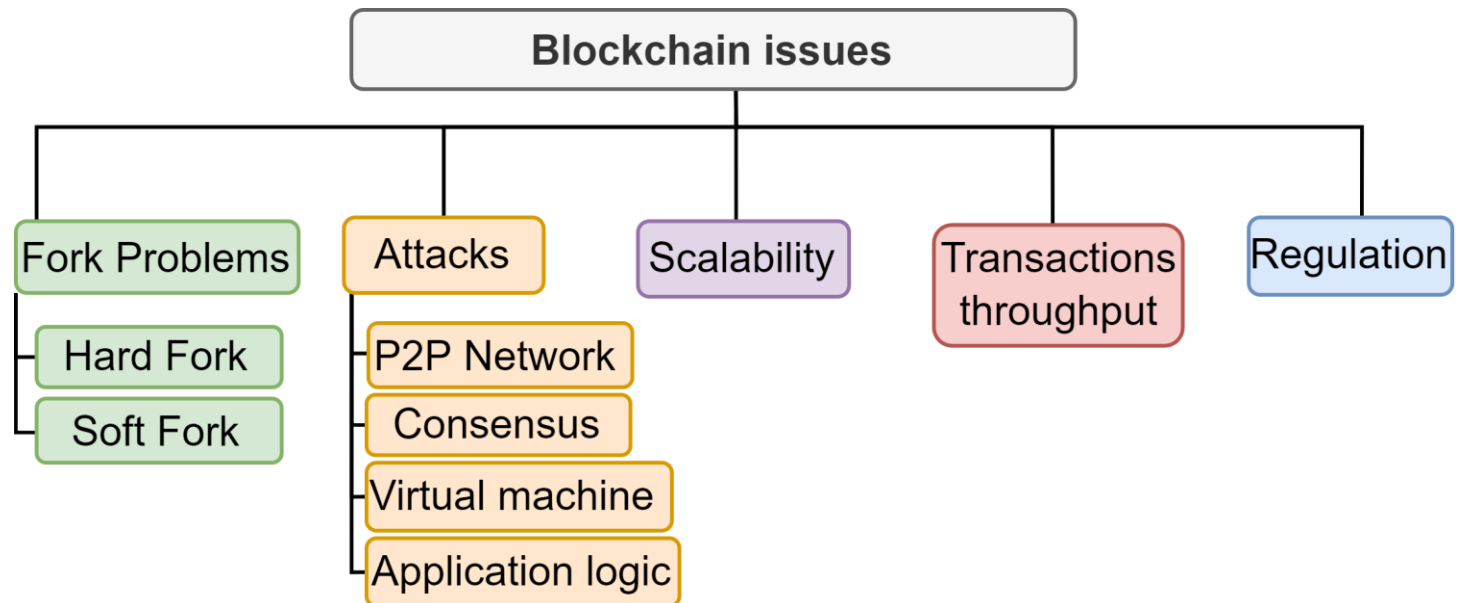 Blockchain issues
Fork Problems
Hard Fork
Soft Fork
Attacks
P2P Network
Consensus
Virtual machine
Application logic
Scalability
Transactions
throughput
Regulation